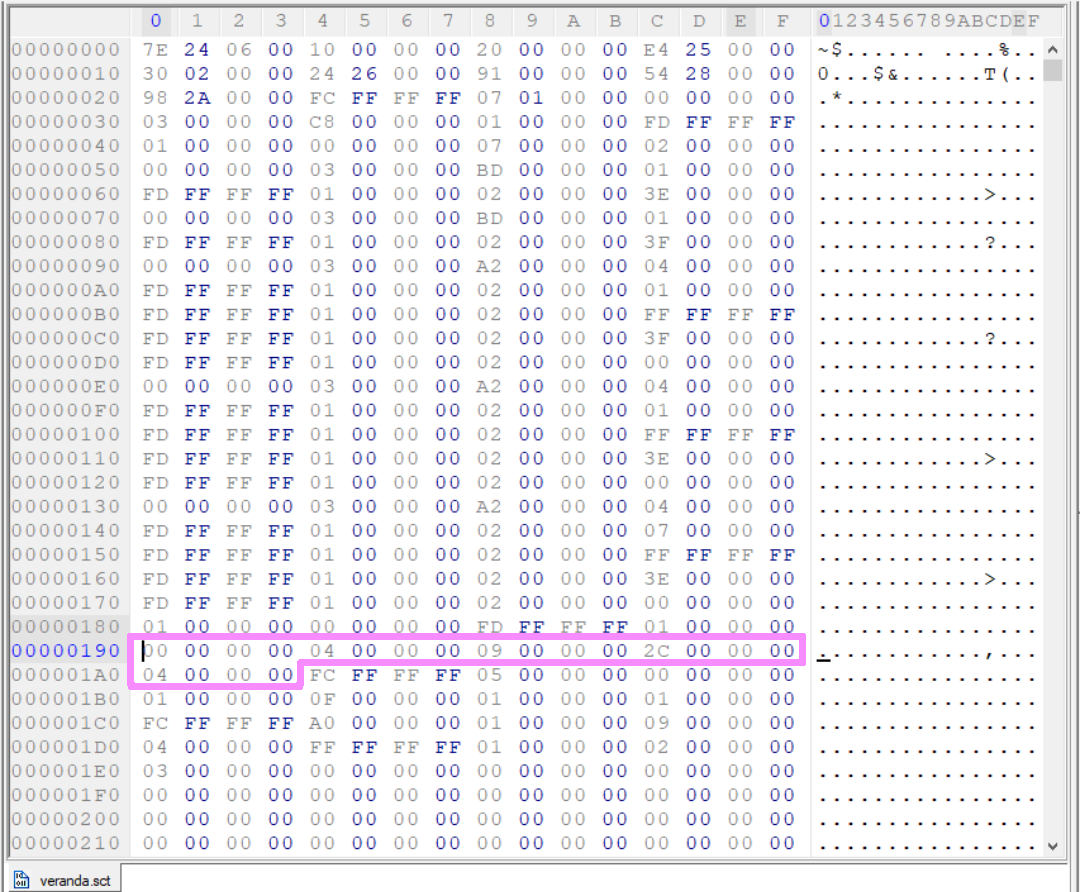 0 1 2 3 4 5 6 7 8 9 A B C D E F 0123456789ABCDEF
00000000 7E 24 06 00 10 00 00 00 20 00 00 00 E4 25 00 00 ~$...... ....%..
00000010 30 02 00 00 24 26 00 00 91 00 00 00 54 28 00 00 0...$&......T(..
00000020 98 2A 00 00 FC FF FF FF 07 01 00 00 00 00 00 00 .*..............
00000030 03 00 00 00 C8 00 00 00 01 00 00 00 FD FF FF FF ................
00000040 01 00 00 00 00 00 00 00 07 00 00 00 02 00 00 00 ................
00000050 00 00 00 00 03 00 00 00 BD 00 00 00 01 00 00 00 ................
00000060 FD FF FF FF 01 00 00 00 02 00 00 00 3E 00 00 00 ............>...
00000070 00 00 00 00 03 00 00 00 BD 00 00 00 01 00 00 00 ................
00000080 FD FF FF FF 01 00 00 00 02 00 00 00 3F 00 00 00 ............?...
00000090 00 00 00 00 03 00 00 00 A2 00 00 00 04 00 00 00 ................
000000A0 FD FF FF FF 01 00 00 00 02 00 00 00 01 00 00 00 ................
000000B0 FD FF FF FF 01 00 00 00 02 00 00 00 FF FF FF FF ................
000000C0 FD FF FF FF 01 00 00 00 02 00 00 00 3F 00 00 00 ............?...
000000D0 FD FF FF FF 01 00 00 00 02 00 00 00 00 00 00 00 ................
000000E0 00 00 00 00 03 00 00 00 A2 00 00 00 04 00 00 00 ................
000000F0 FD FF FF FF 01 00 00 00 02 00 00 00 01 00 00 00 ................
00000100 FD FF FF FF 01 00 00 00 02 00 00 00 FF FF FF FF ................
00000110 FD FF FF FF 01 00 00 00 02 00 00 00 3E 00 00 00 ............>...
00000120 FD FF FF FF 01 00 00 00 02 00 00 00 00 00 00 00 ................
00000130 00 00 00 00 03 00 00 00 A2 00 00 00 04 00 00 00 ................
00000140 FD FF FF FF 01 00 00 00 02 00 00 00 07 00 00 00 ................
00000150 FD FF FF FF 01 00 00 00 02 00 00 00 FF FF FF FF ................
00000160 FD FF FF FF 01 00 00 00 02 00 00 00 3E 00 00 00 ............>...
00000170 FD FF FF FF 01 00 00 00 02 00 00 00 00 00 00 00 ................
00000180 01 00 00 00 00 00 00 00 FD FF FF FF 01 00 00 00 ................
00000190 00 00 00 00 04 00 00 00 09 00 00 00 2C 00 00 00 ............,...
000001A0 04 00 00 00 FC FF FF FF 05 00 00 00 00 00 00 00 ................
000001B0 01 00 00 00 0F 00 00 00 01 00 00 00 01 00 00 00 ................
000001C0 FC FF FF FF A0 00 00 00 01 00 00 00 09 00 00 00 ................
000001D0 04 00 00 00 FF FF FF FF 01 00 00 00 02 00 00 00 ................
000001E0 03 00 00 00 00 00 00 00 00 00 00 00 00 00 00 00 ................
000001F0 00 00 00 00 00 00 00 00 00 00 00 00 00 00 00 00 ................
00000200 00 00 00 00 00 00 00 00 00 00 00 00 00 00 00 00 ................
00000210 00 00 00 00 00 00 00 00 00 00 00 00 00 00 00 00 ................
veranda.sct